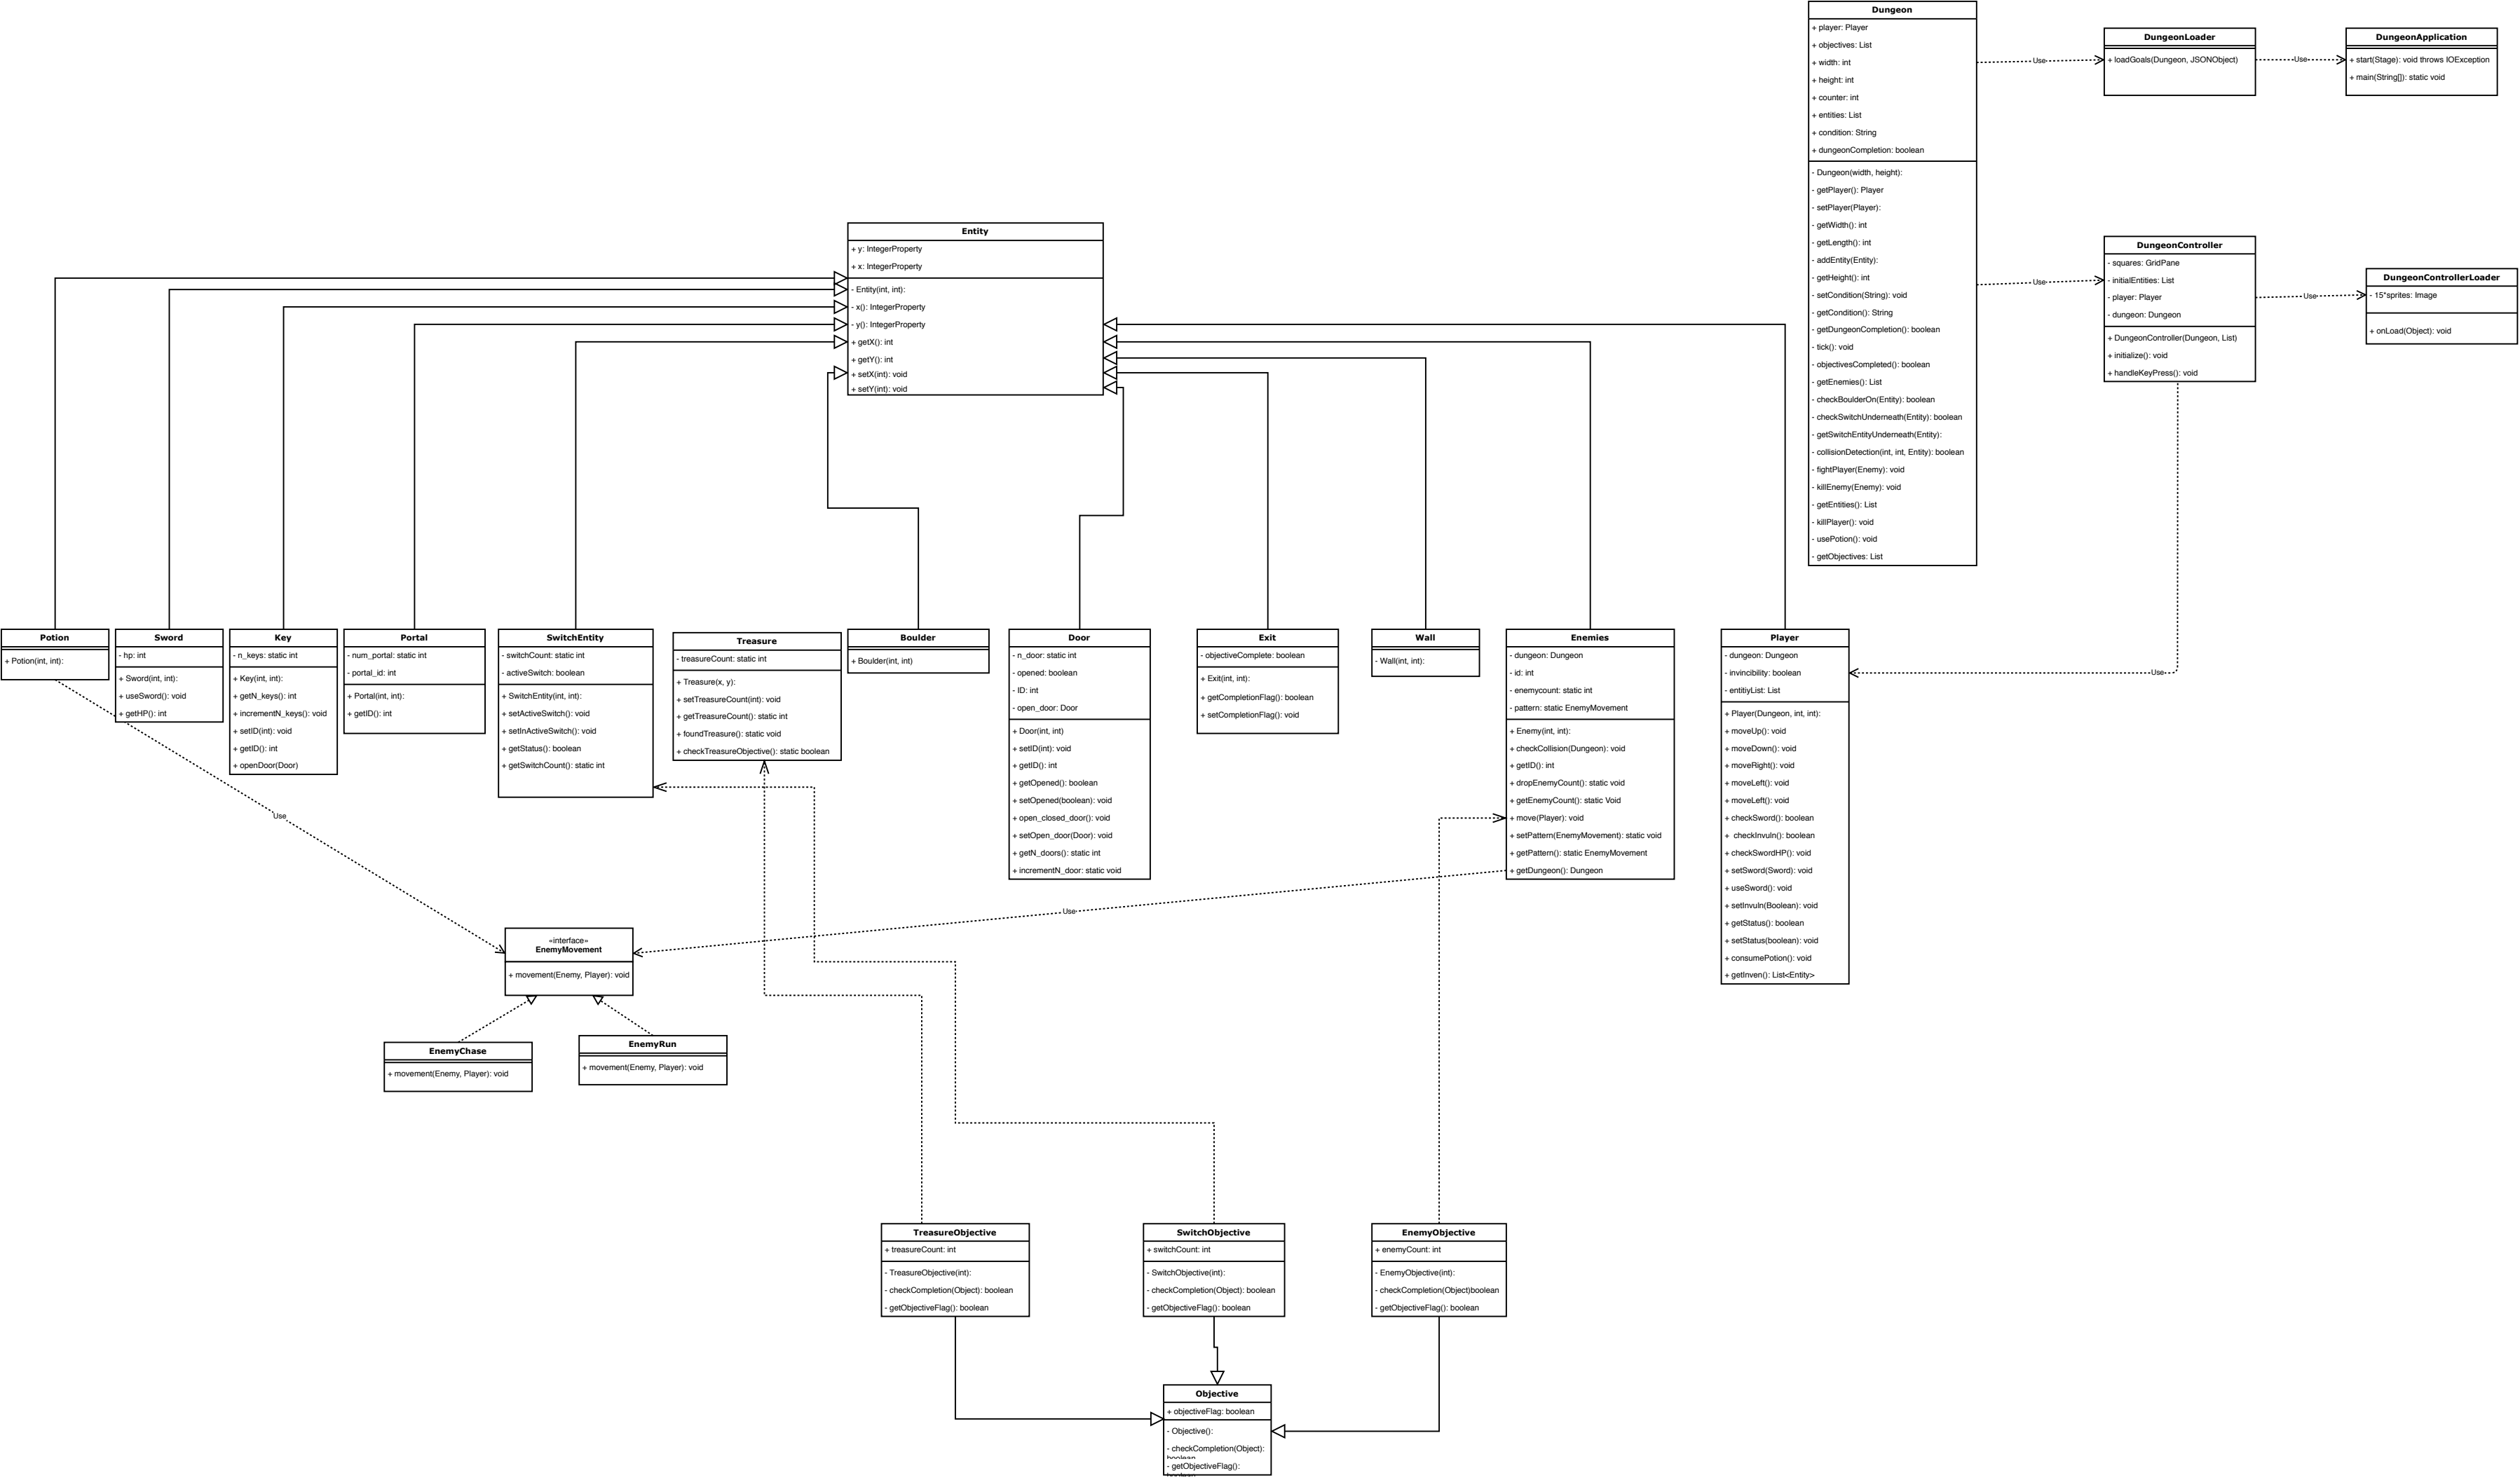 Dungeon
+ player: Player
+ objectives: List
+ width: int
+ height: int
+ counter: int
+ entities: List
+ condition: String
+ dungeonCompletion: boolean
- Dungeon(width, height):
- getPlayer(): Player
- setPlayer(Player):
- getWidth(): int
- getLength(): int
- addEntity(Entity):
- getHeight(): int
- setCondition(String): void
- getCondition(): String
- getDungeonCompletion(): boolean
- tick(): void
- objectivesCompleted(): boolean
- getEnemies(): List
- checkBoulderOn(Entity): boolean
- checkSwitchUnderneath(Entity): boolean
- getSwitchEntityUnderneath(Entity):
- collisionDetection(int, int, Entity): boolean
- fightPlayer(Enemy): void
- killEnemy(Enemy): void
- getEntities(): List
- killPlayer(): void
- usePotion(): void
- getObjectives: List
Use
DungeonLoader
+ loadGoals(Dungeon, JSONObject)
Use
DungeonApplication
+ start(Stage): void throws IOException
+ main(String[]): static void
Use
DungeonController
- squares: GridPane
- initialEntities: List
- player: Player
- dungeon: Dungeon
+ DungeonController(Dungeon, List)
+ initialize(): void
+ handleKeyPress(): void
Use
DungeonControllerLoader
- 15*sprites: Image
+ onLoad(Object): void
Use
Entity
+ y: IntegerProperty
+ x: IntegerProperty
- Entity(int, int):
- x(): IntegerProperty
- y(): IntegerProperty
+ getX(): int
+ getY(): int
+ setX(int): void
+ setY(int): void
Potion
+ Potion(int, int):
Sword
- hp: int
+ Sword(int, int):
+ useSword(): void
+ getHP(): int
Key
- n_keys: static int
+ Key(int, int):
+ getN_keys(): int
+ incrementN_keys(): void
+ setID(int): void
+ getID(): int
+ openDoor(Door)
Portal
- num_portal: static int
- portal_id: int
+ Portal(int, int):
+ getID(): int
SwitchEntity
- switchCount: static int
- activeSwitch: boolean
+ SwitchEntity(int, int):
+ setActiveSwitch(): void
+ setInActiveSwitch(): void
+ getStatus(): boolean
+ getSwitchCount(): static int
Treasure
- treasureCount: static int
+ Treasure(x, y):
+ setTreasureCount(int): void
+ getTreasureCount(): static int
+ foundTreasure(): static void
+ checkTreasureObjective(): static boolean
Boulder
+ Boulder(int, int)
Door
- n_door: static int
- opened: boolean
- ID: int
- open_door: Door
+ Door(int, int)
+ setID(int): void
+ getID(): int
+ getOpened(): boolean
+ setOpened(boolean): void
+ open_closed_door(): void
+ setOpen_door(Door): void
+ getN_doors(): static int
+ incrementN_door: static void
Exit
- objectiveComplete: boolean
+ Exit(int, int):
+ getCompletionFlag(): boolean
+ setCompletionFlag(): void
Wall
- Wall(int, int):
Enemies
- dungeon: Dungeon
- id: int
- enemycount: static int
- pattern: static EnemyMovement
+ Enemy(int, int):
+ checkCollision(Dungeon): void
+ getID(): int
+ dropEnemyCount(): static void
+ getEnemyCount(): static Void
+ move(Player): void
+ setPattern(EnemyMovement): static void
+ getPattern(): static EnemyMovement
+ getDungeon(): Dungeon
Player
- dungeon: Dungeon
- invincibility: boolean
- entitiyList: List
+ Player(Dungeon, int, int):
+ moveUp(): void
+ moveDown(): void
+ moveRight(): void
+ moveLeft(): void
+ moveLeft(): void
+ checkSword(): boolean
+ checkInvuln(): boolean
+ checkSwordHP(): void
+ setSword(Sword): void
+ useSword(): void
+ setInvuln(Boolean): void
+ getStatus(): boolean
+ setStatus(boolean): void
+ consumePotion(): void
+ getInven(): List<Entity>
Use
Use
«interface»
EnemyMovement
+ movement(Enemy, Player): void
EnemyChase
+ movement(Enemy, Player): void
EnemyRun
+ movement(Enemy, Player): void
TreasureObjective
+ treasureCount: int
- TreasureObjective(int):
- checkCompletion(Object): boolean
- getObjectiveFlag(): boolean
SwitchObjective
+ switchCount: int
- SwitchObjective(int):
- checkCompletion(Object): boolean
- getObjectiveFlag(): boolean
EnemyObjective
+ enemyCount: int
- EnemyObjective(int):
- checkCompletion(Object)boolean
- getObjectiveFlag(): boolean
Objective
+ objectiveFlag: boolean
- Objective():
- checkCompletion(Object):
boolean
- getObjectiveFlag():